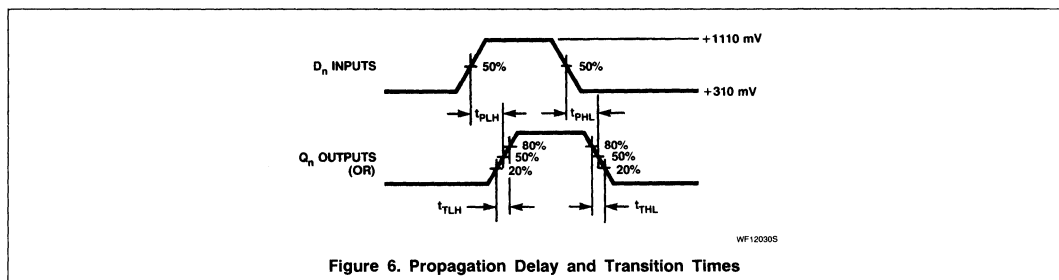 +1110 mV
Dn INPUTS
50%
50%
+310 mV
tPLH
tPHL
80%
50%
20%
80%
50%
20%
Qn OUTPUTS
(OR)
tTLH
tTHL
WF12030S
Figure 6. Propagation Delay and Transition Times